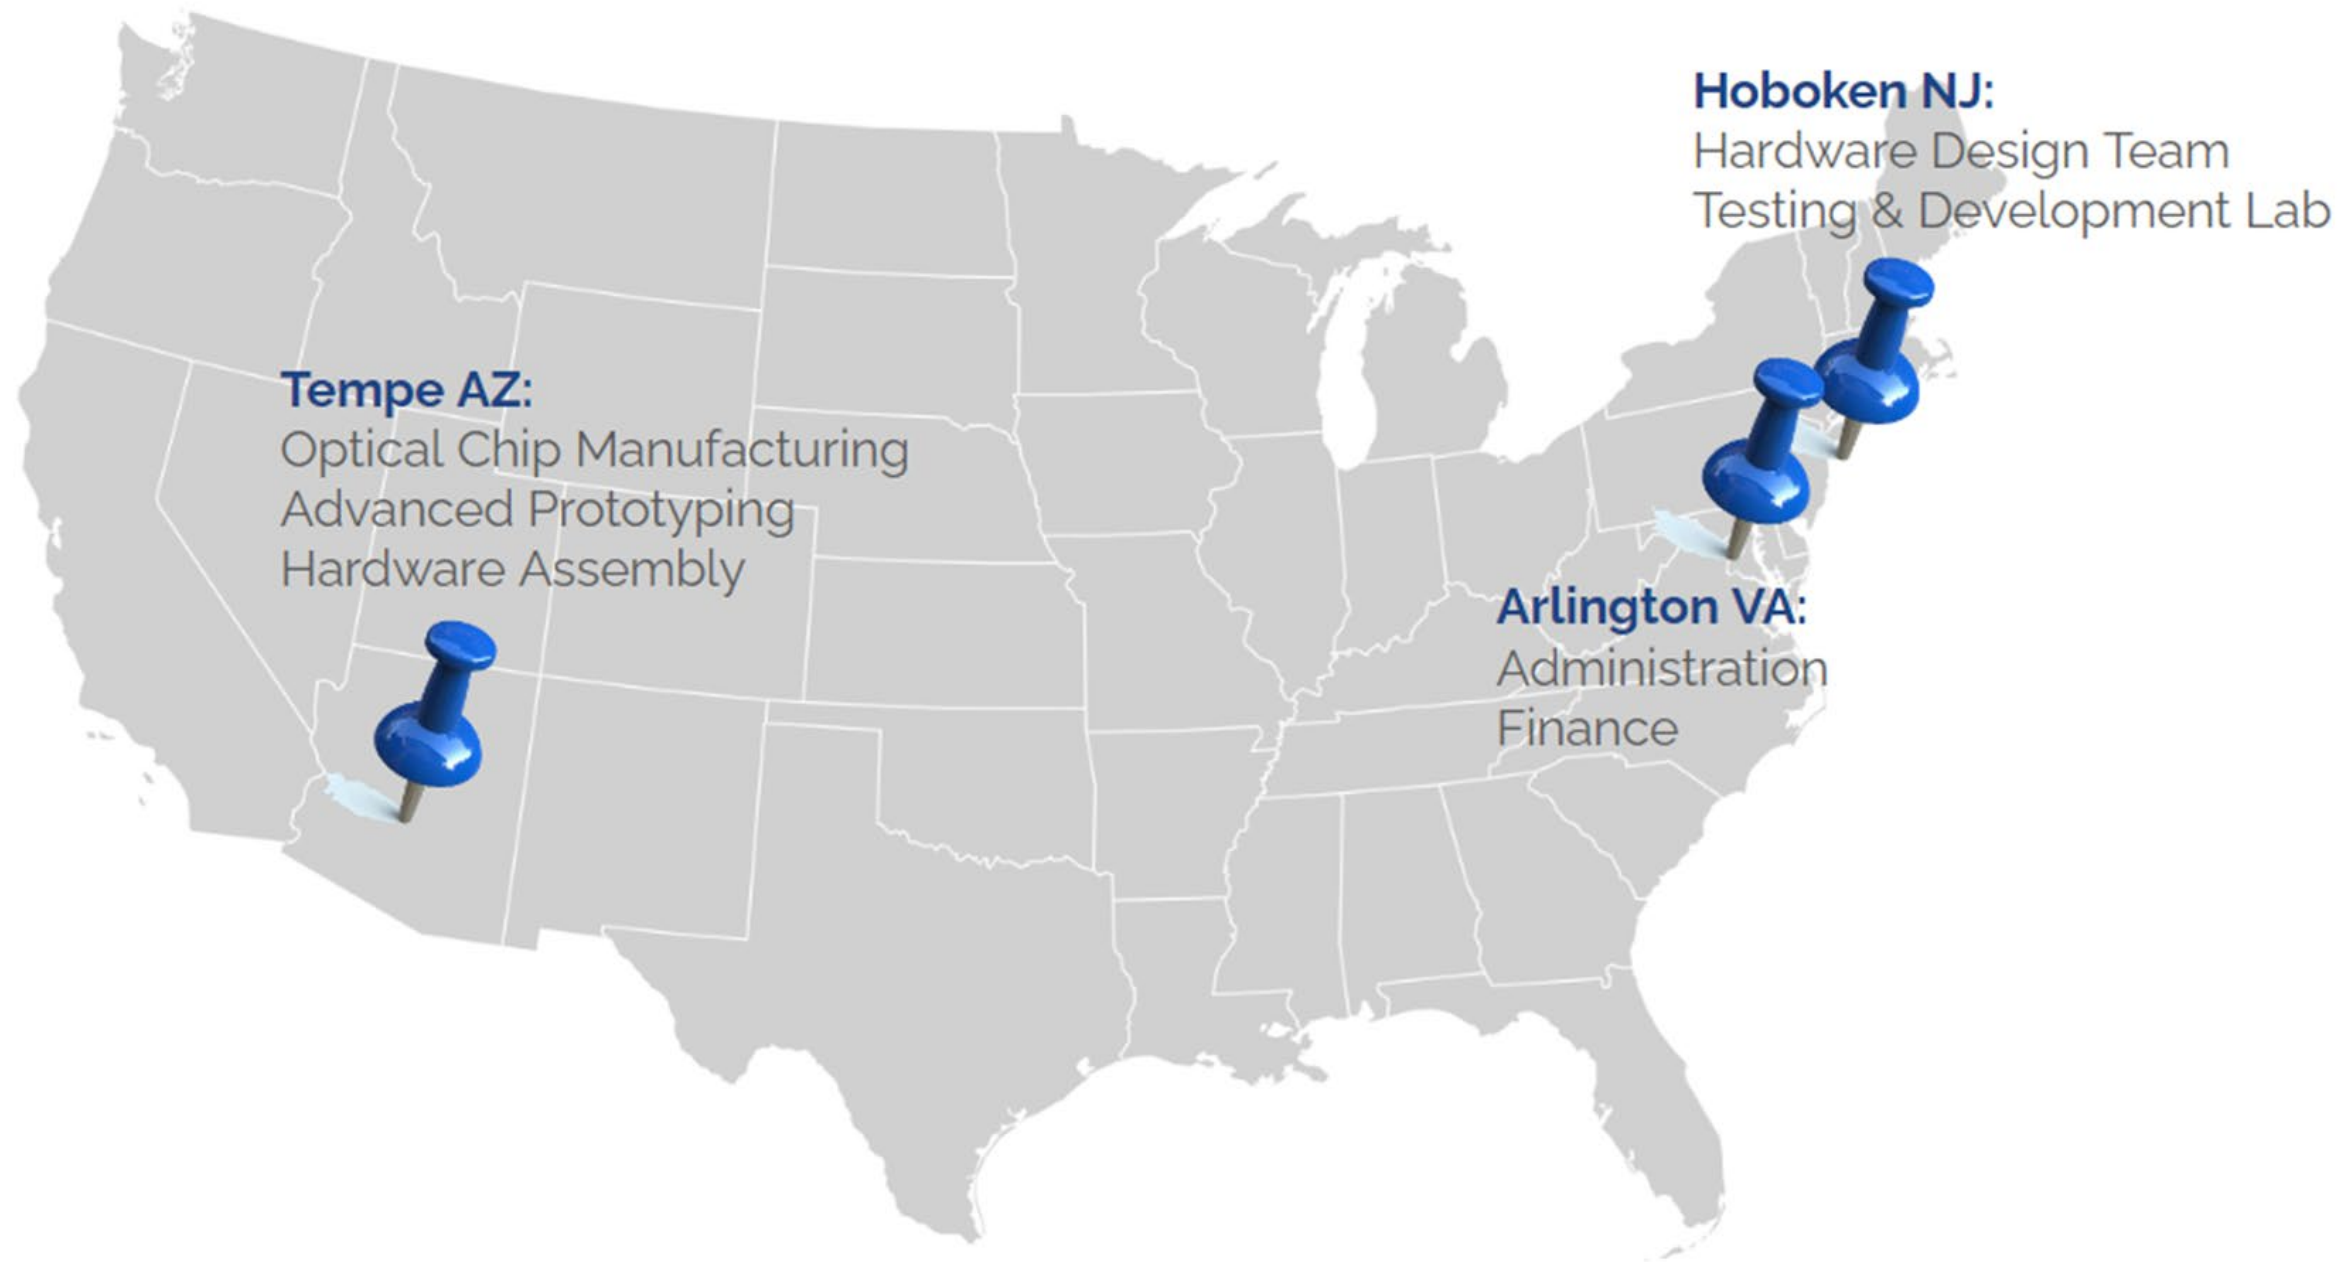 Hoboken NJ:
Hardware Design Team
Testing & Development Lab
Tempe AZ:
Optical Chip Manufacturing
Advanced Prototyping
Hardware Assembly
Arlington VA:
Administration
Finance